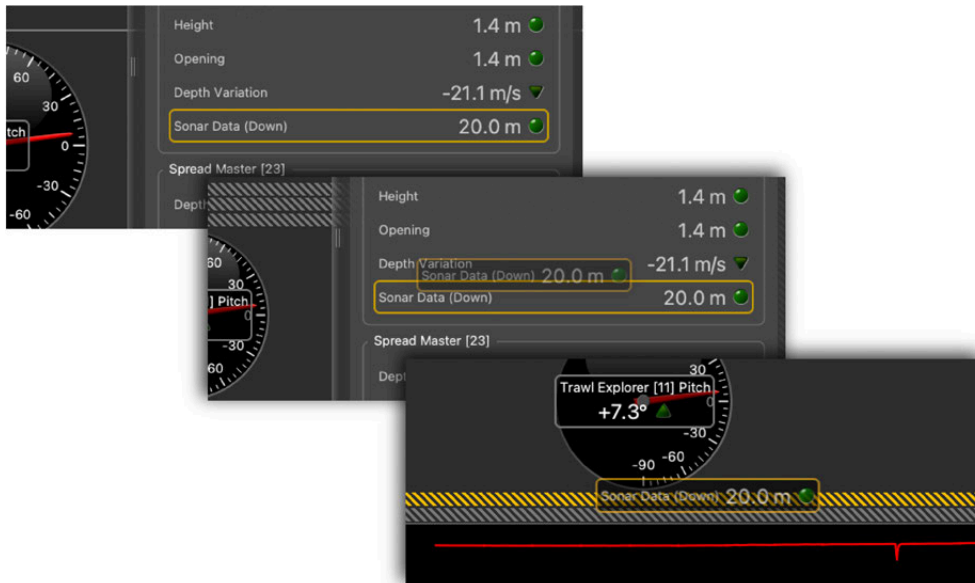 Height 1.4 m
Opening 1.4 m
Depth Variation -21.1 m/s
Sonar Data (Down) 20.0 m
Spread Master [23]
60
30
tch
0
-30
-60
Height 1.4 m
Opening 1.4 m
Depth Variation -21.1 m/s
Sonar Data (Down) 20.0 m
Sonar Data (Down) 20.0 m
Spread Master [23]
60
30
] Pitch
0
-30
60
30
Trawl Explorer [11] Pitch
0
+7.3°
-30
-60
-90
Sonar Data (Down) 20.0 m